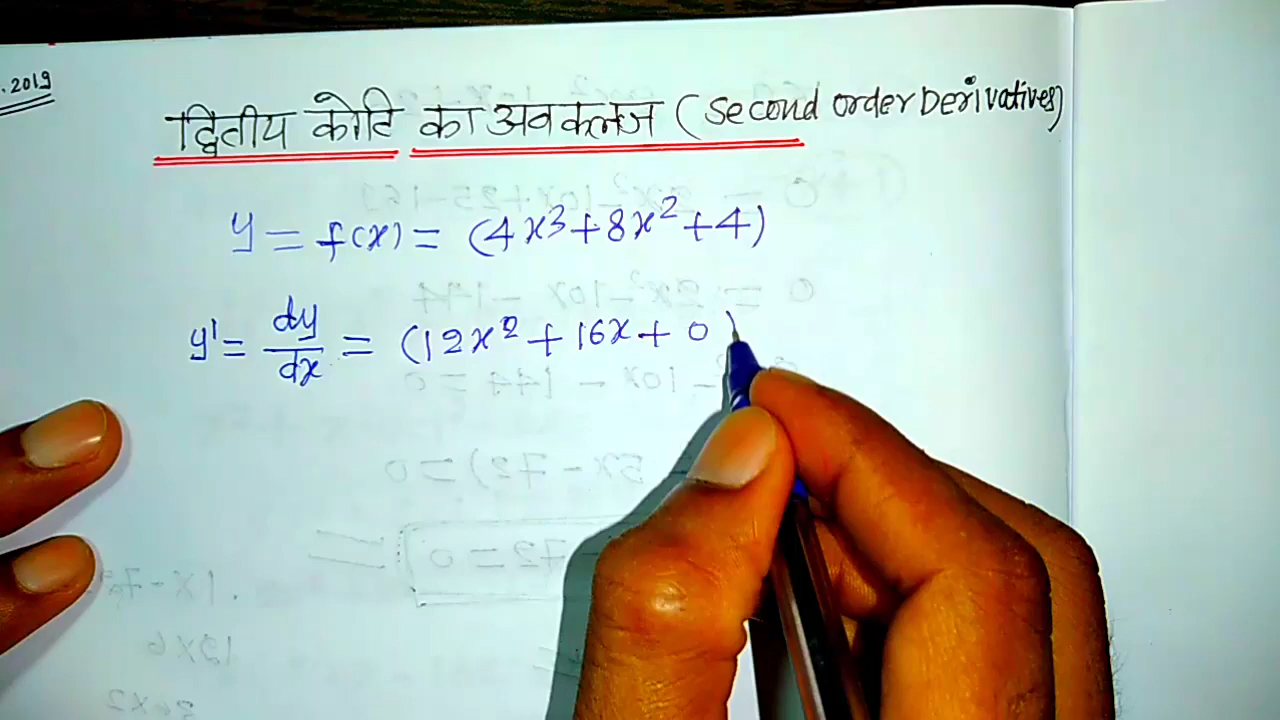 .2019
द्वितीय कोटि का अवकलज (Second order Derivatives)
y = f(x) = (4x³+8x²+4)
y' = dy/dx = (12x²+16x+0)